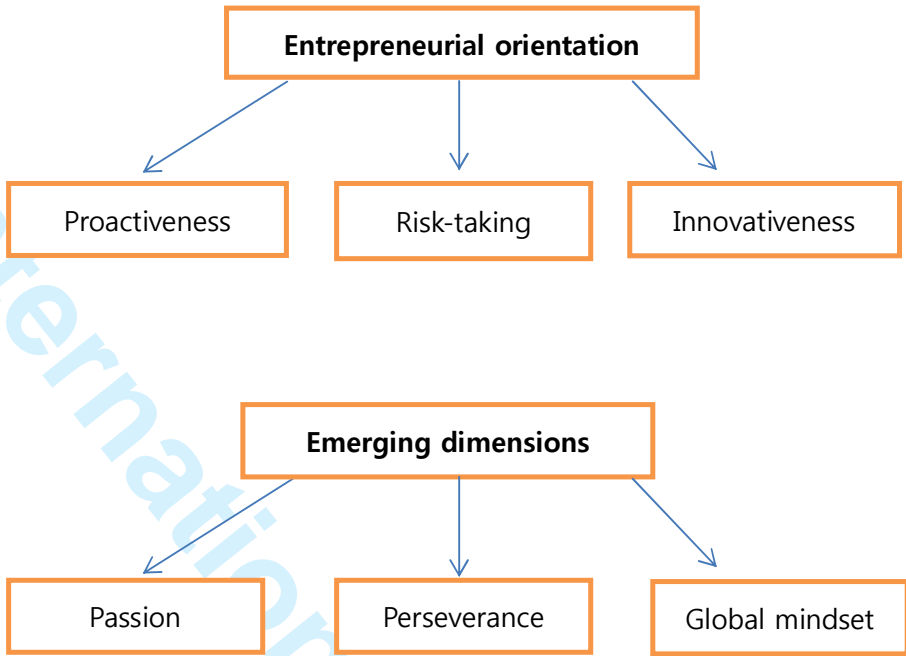 Entrepreneurial orientation
Proactiveness
Risk-taking
Innovativeness
Emerging dimensions
Passion
Perseverance
Global mindset